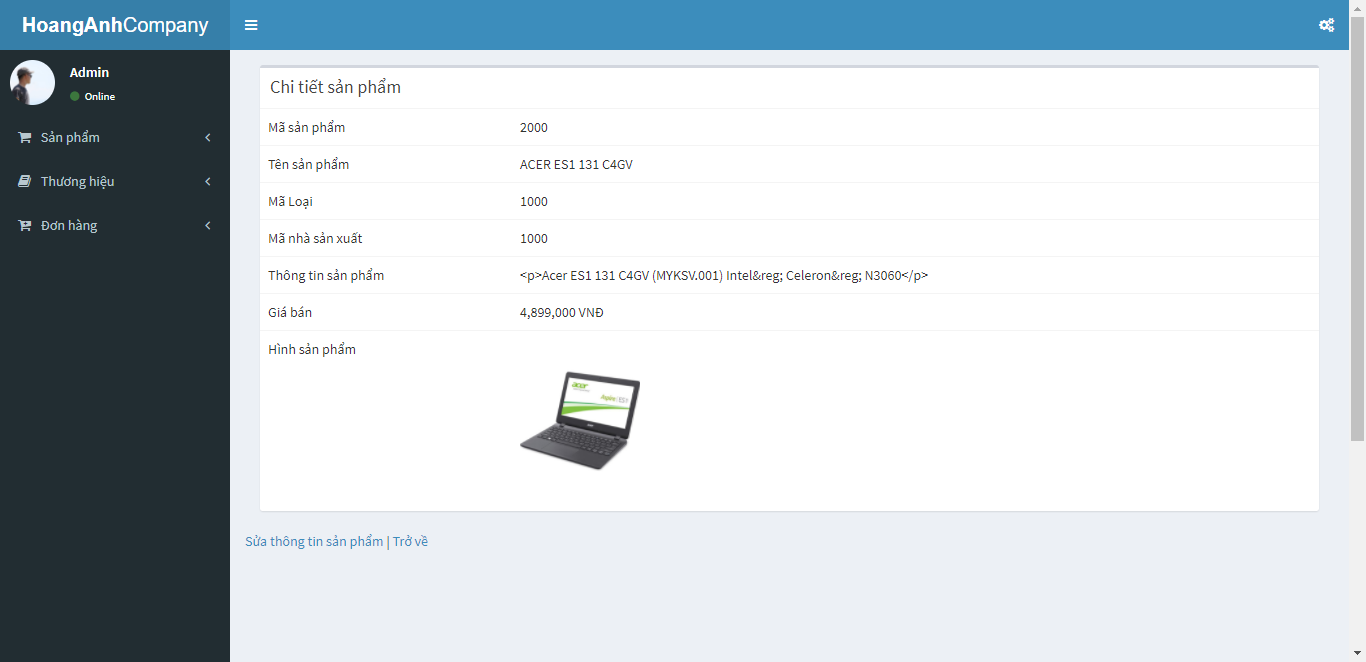 HoangAnhCompany
Admin
Online
Sản phẩm
Thương hiệu
Đơn hàng
Chi tiết sản phẩm
Mã sản phẩm 2000
Tên sản phẩm ACER ES1 131 C4GV
Mã Loại 1000
Mã nhà sản xuất 1000
Thông tin sản phẩm <p>Acer ES1 131 C4GV (MYKSV.001) Intel&reg; Celeron&reg; N3060</p>
Giá bán 4,899,000 VNĐ
Hình sản phẩm
acer
Aspire | ES1
Sửa thông tin sản phẩm | Trở về